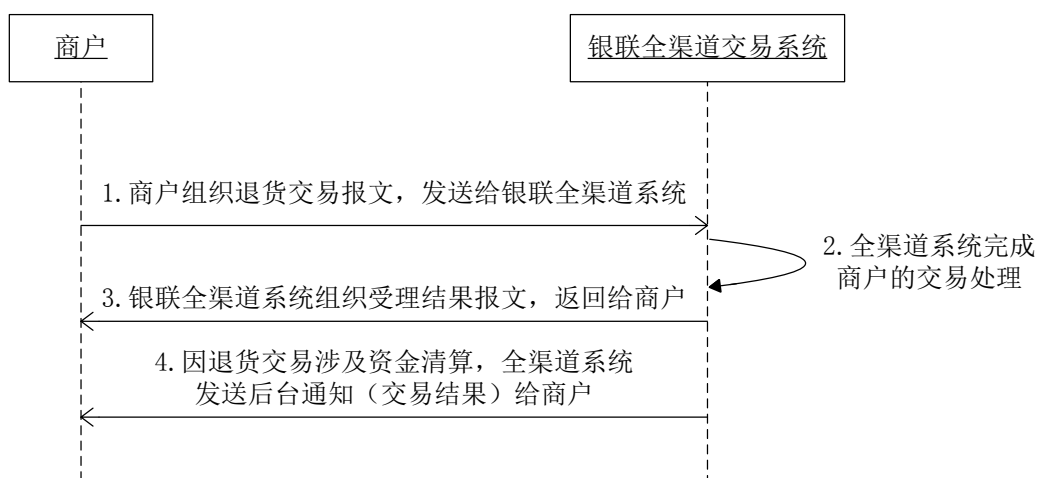 商户
银联全渠道交易系统
1.商户组织退货交易报文，发送给银联全渠道系统
2.全渠道系统完成
商户的交易处理
3.银联全渠道系统组织受理结果报文，返回给商户
4.因退货交易涉及资金清算，全渠道系统
发送后台通知（交易结果）给商户